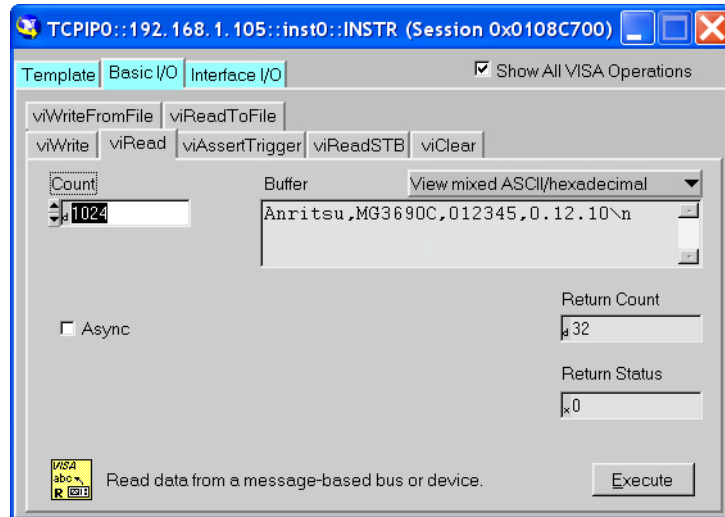 TCPIP0::192.168.1.105::inst0::INSTR (Session 0x0108C700)
Template Basic I/O Interface I/O Show All VISA Operations
viWriteFromFile viReadToFile
viWrite viRead viAssertTrigger viReadSTB viClear
Count Buffer View mixed ASCII/hexadecimal
d 1024 Anritsu,MG3690C,012345,0.12.10\n
Return Count
Async d 32
Return Status
x 0
VISA
abc
R
Read data from a message-based bus or device. Execute